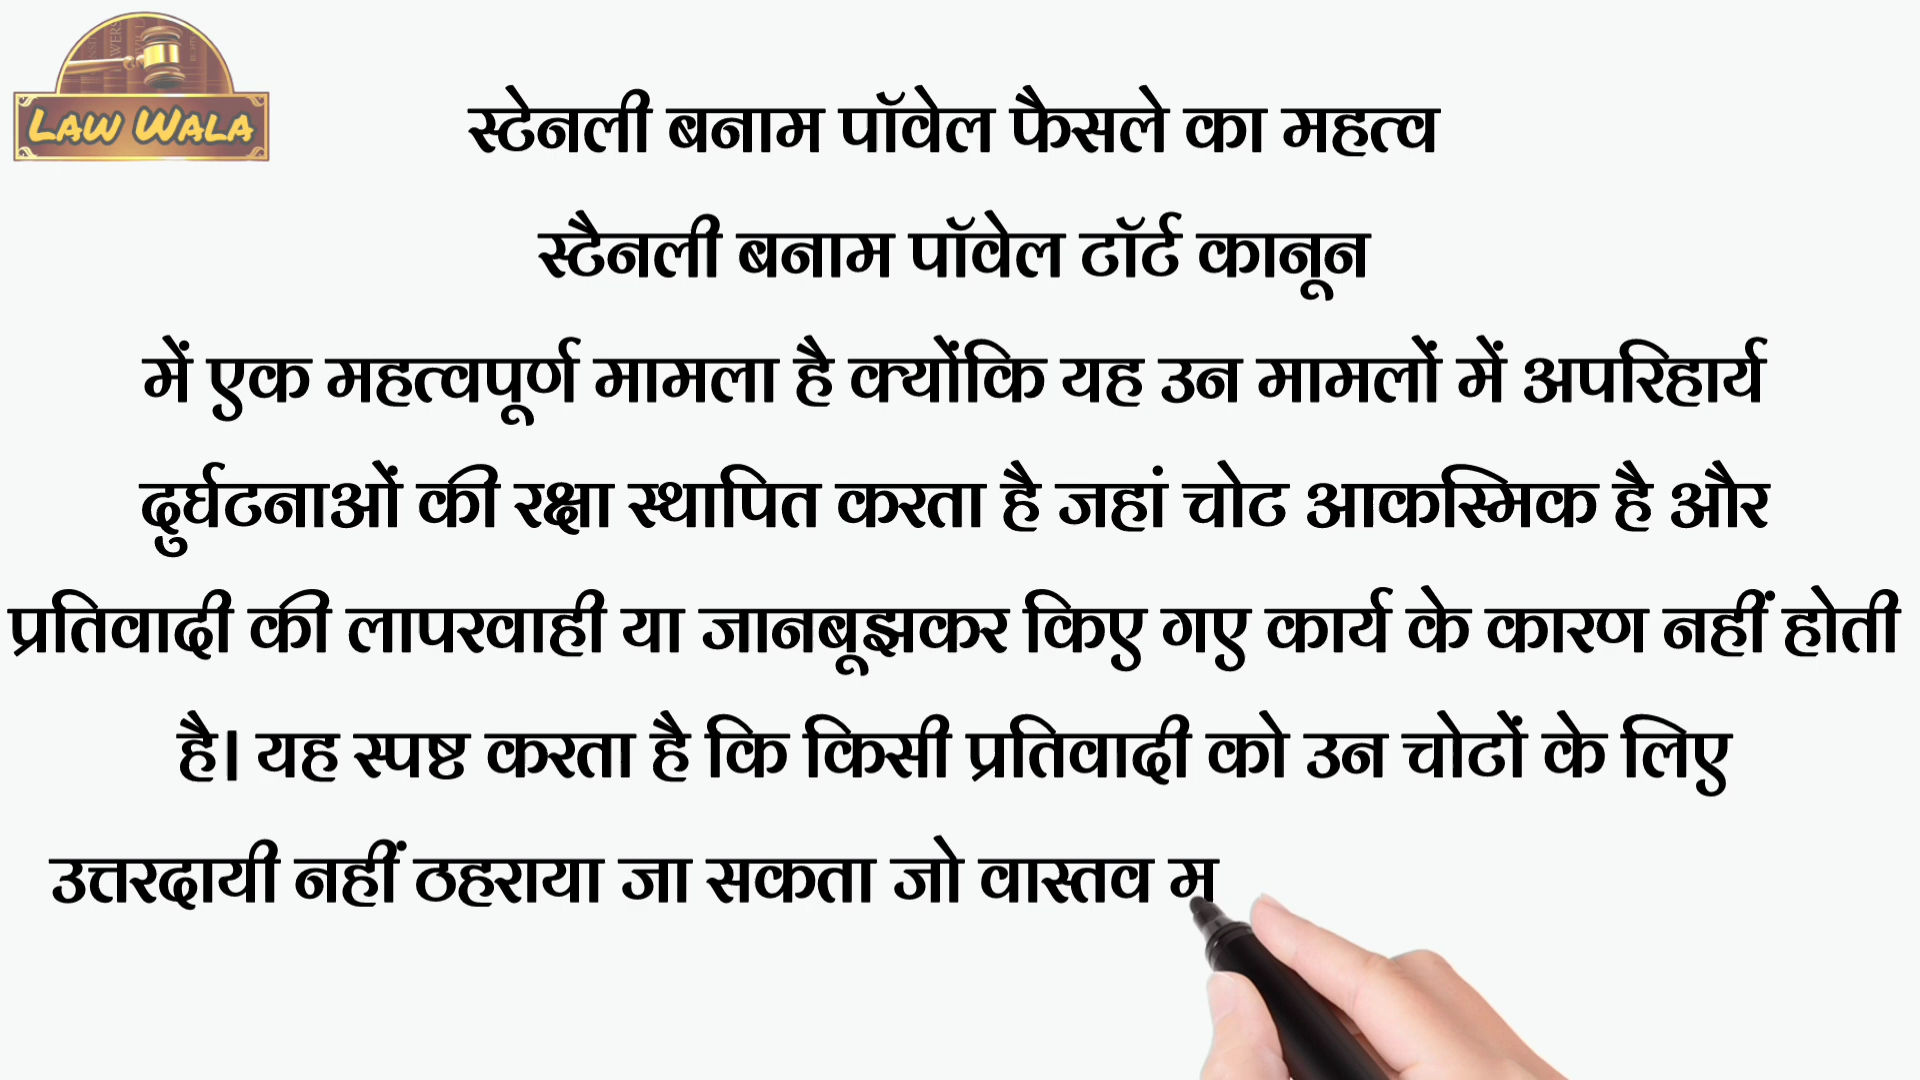 LAW WALA
स्टेनली बनाम पॉवेल फैसले का महत्व
स्टैनली बनाम पॉवेल टॉर्ट कानून
में एक महत्वपूर्ण मामला है क्योंकि यह उन मामलों में अपरिहार्य
दुर्घटनाओं की रक्षा स्थापित करता है जहां चोट आकस्मिक है और
प्रतिवादी की लापरवाही या जानबूझकर किए गए कार्य के कारण नहीं होती
है। यह स्पष्ट करता है कि किसी प्रतिवादी को उन चोटों के लिए
उत्तरदायी नहीं ठहराया जा सकता जो वास्तव म